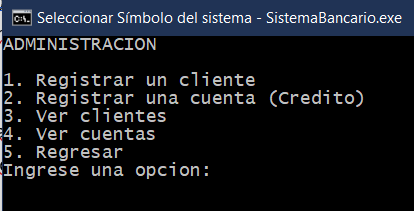 Seleccionar Símbolo del sistema - SistemaBancario.exe
ADMINISTRACION
1. Registrar un cliente
2. Registrar una cuenta (Credito)
3. Ver clientes
4. Ver cuentas
5. Regresar
Ingrese una opcion: